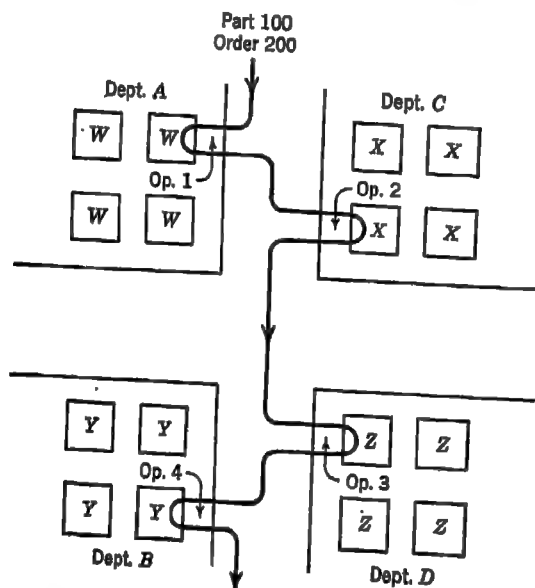 Part 100
Order 200
Dept. A
Dept. C
W W
X X
Op. 1
Op. 2
W W
X X
Y Y
Z Z
Op. 4
Op. 3
Y Y
Z Z
Dept. B
Dept. D